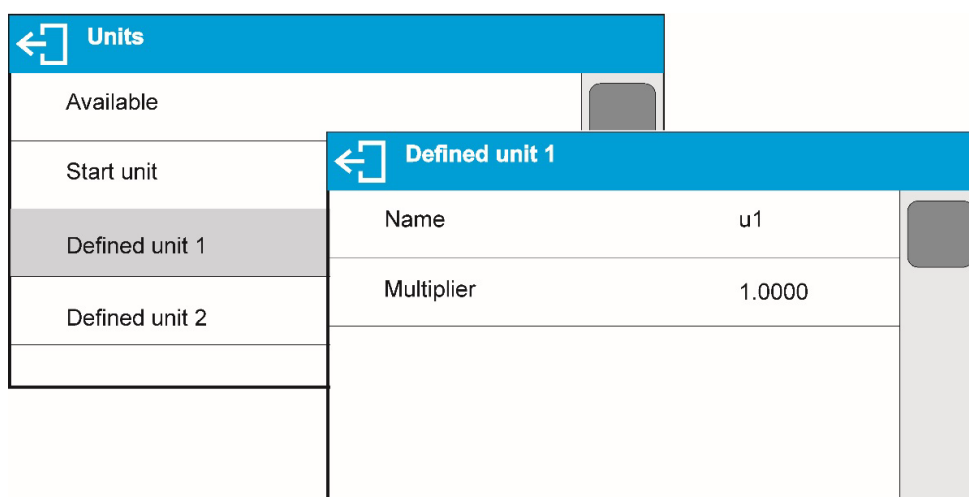 Units
Available
Start unit
Defined unit 1
Defined unit 2
Defined unit 1
Name u1
Multiplier 1.0000